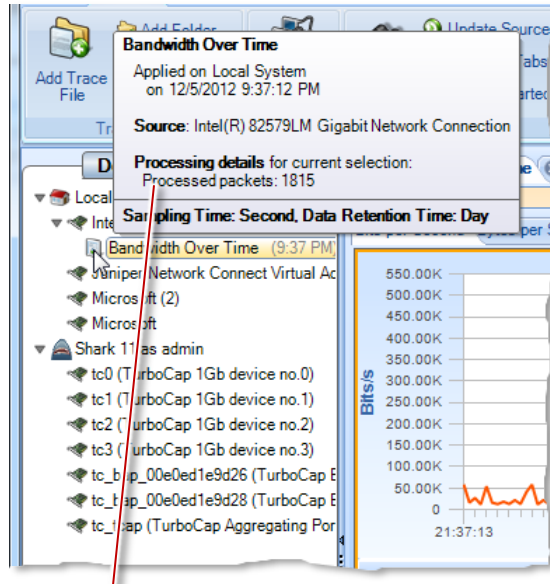 Add Folder
Update Source
Add Trace
File
Bandwidth Over Time
Applied on Local System
on 12/5/2012 9:37:12 PM
Source: Intel(R) 82579LM Gigabit Network Connection
Processing details for current selection:
Processed packets: 1815
Sampling Time: Second, Data Retention Time: Day
Bandwidth Over Time (9:37 PM)
Juniper Network Connect Virtual Ac
Microsoft (2)
Microsoft
Shark 11 as admin
tc0 (TurboCap 1Gb device no.0)
tc1 (TurboCap 1Gb device no.1)
tc2 (TurboCap 1Gb device no.2)
tc3 (TurboCap 1Gb device no.3)
tc_bap_00e0ed1e9d26 (TurboCap B
tc_bap_00e0ed1e9d28 (TurboCap B
tc_tcap (TurboCap Aggregating Por
Bits/s
550.00K
500.00K
450.00K
400.00K
350.00K
300.00K
250.00K
200.00K
150.00K
100.00K
50.00K
0
21:37:13